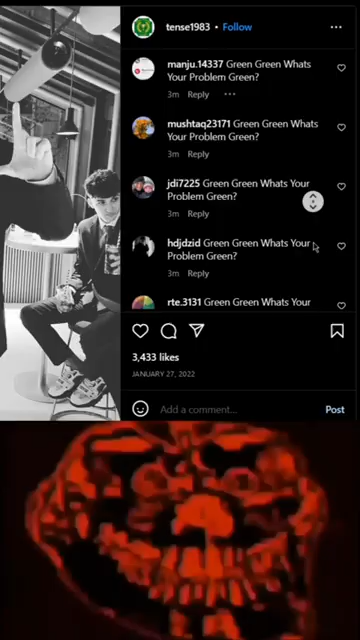 tense1983 • Follow
manju.14337 Green Green Whats
Your Problem Green?
3m Reply
mushtaq23171 Green Green Whats
Your Problem Green?
3m Reply
jdi7225 Green Green Whats Your
Problem Green?
3m Reply
hdjdzid Green Green Whats Your
Problem Green?
3m Reply
rte.3131 Green Green Whats Your
3,433 likes
JANUARY 27, 2022
Add a comment...
Post